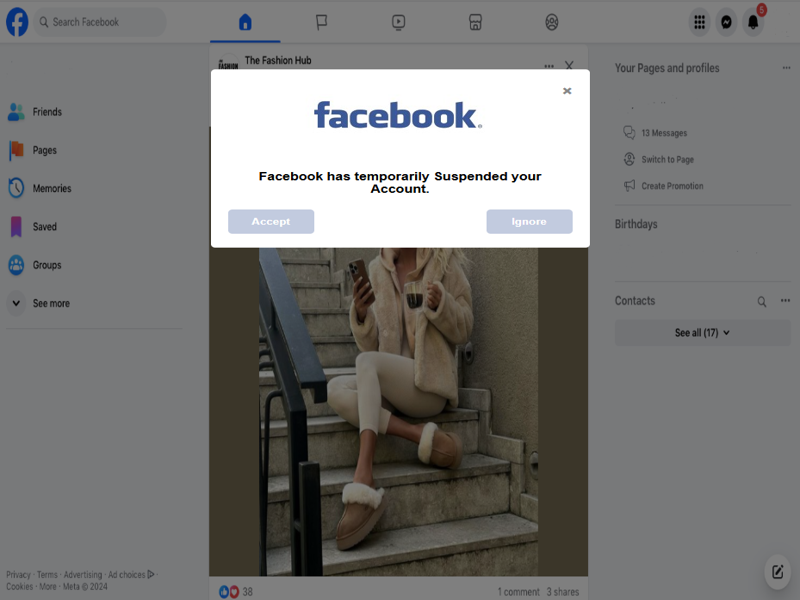 Search Facebook
5
The Fashion Hub
FASHION
Your Pages and profiles
facebook
Facebook has temporarily Suspended your
Account.
Accept
Ignore
Friends
Pages
Memories
Saved
Groups
See more
13 Messages
Switch to Page
Create Promotion
Birthdays
Contacts
See all (17)
Privacy · Terms · Advertising · Ad choices ·
Cookies · More · Meta © 2024
38
1 comment 3 shares